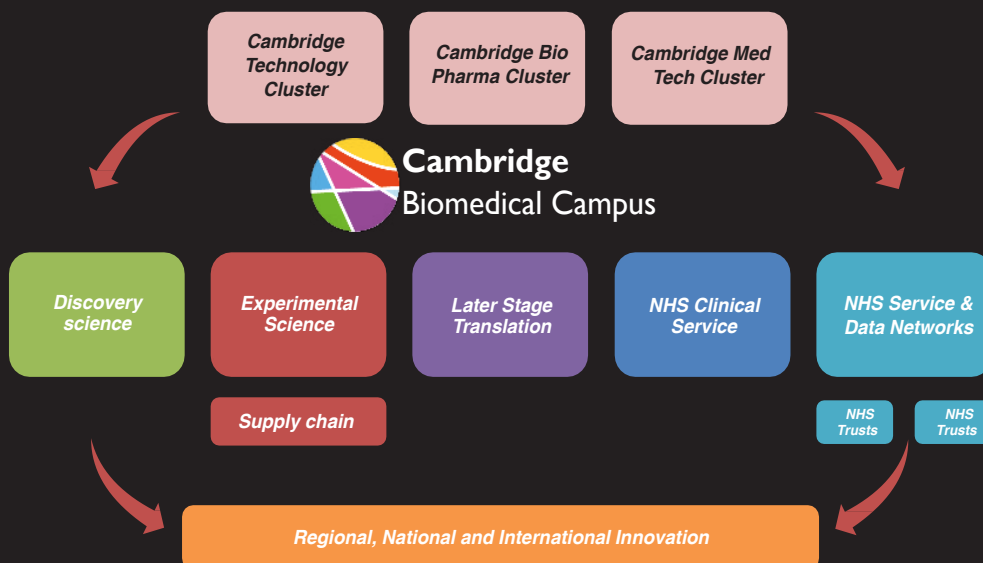 Cambridge
Technology
Cluster
Cambridge Bio
Pharma Cluster
Cambridge Med
Tech Cluster
Cambridge
Biomedical Campus
Discovery
science
Experimental
Science
Later Stage
Translation
NHS Clinical
Service
NHS Service &
Data Networks
Supply chain
NHS
Trusts
NHS
Trusts
Regional, National and International Innovation